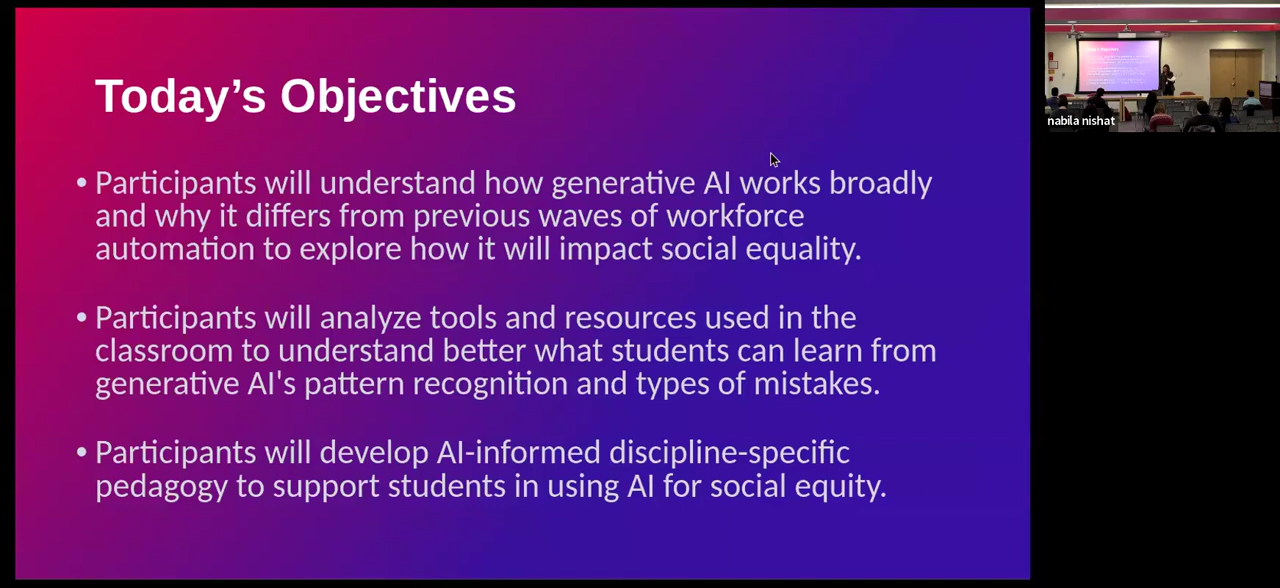 Today’s Objectives
• Participants will understand how generative AI works broadly
and why it differs from previous waves of workforce
automation to explore how it will impact social equality.
• Participants will analyze tools and resources used in the
classroom to understand better what students can learn from
generative AI's pattern recognition and types of mistakes.
• Participants will develop AI-informed discipline-specific
pedagogy to support students in using AI for social equity.
nabila nishat